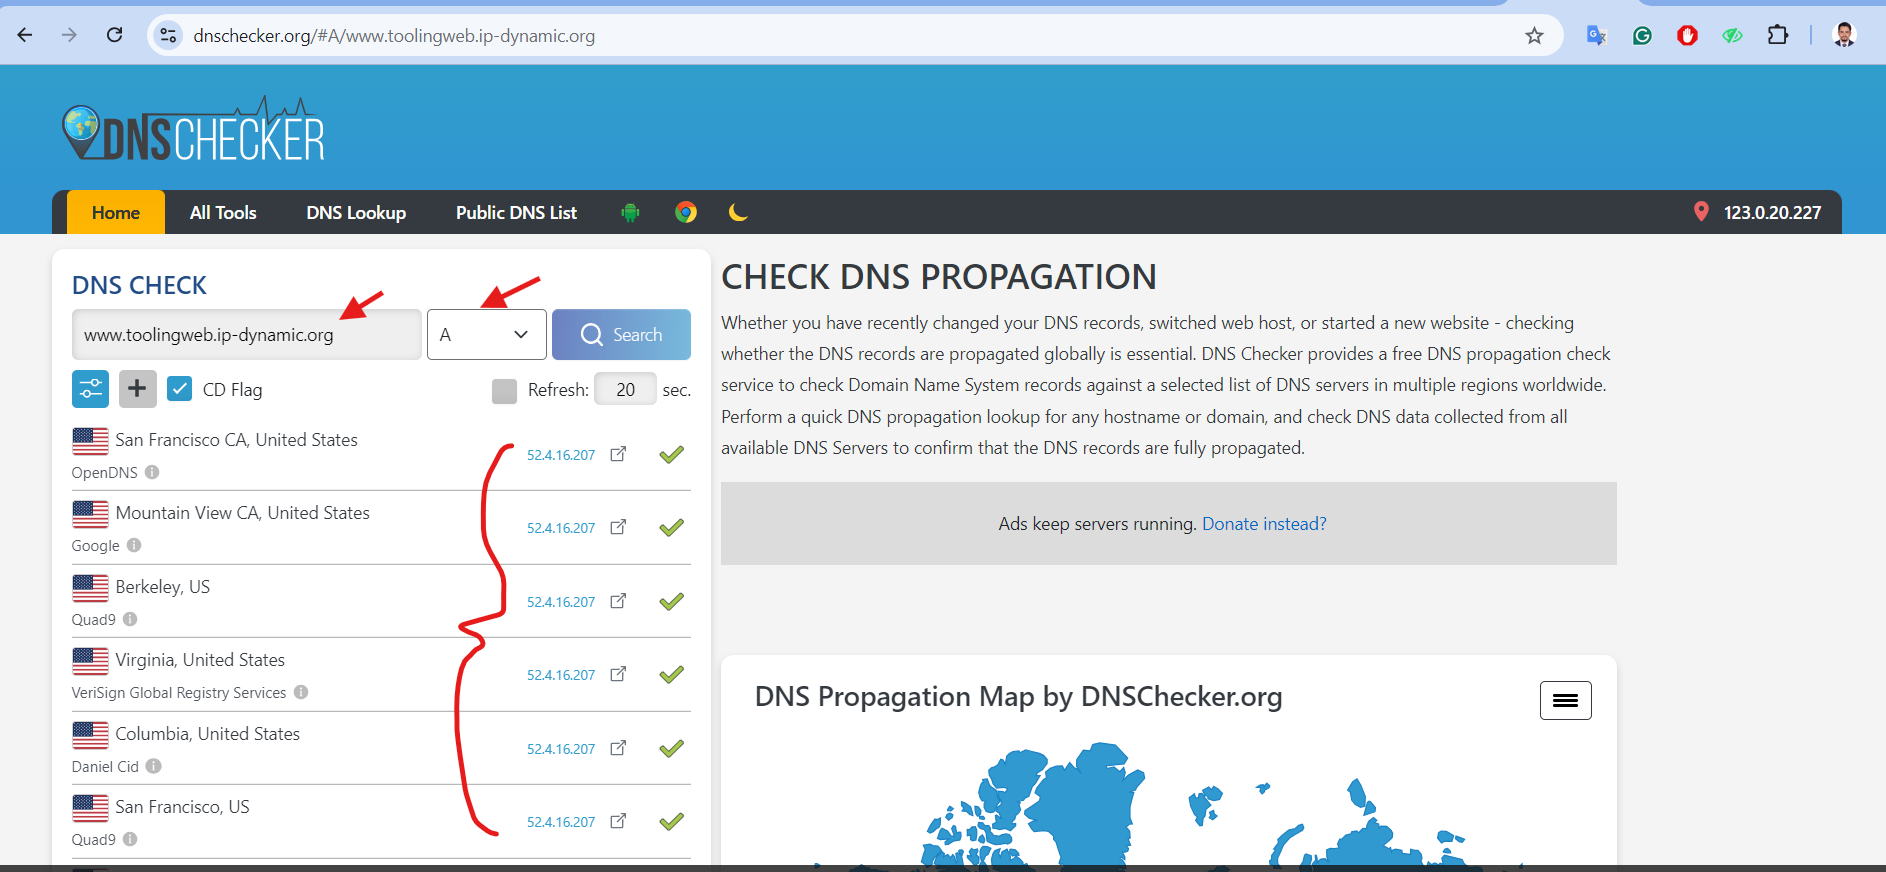 dnschecker.org/#A/www.toolingweb.ip-dynamic.org
DNSCHECKER
Home
All Tools
DNS Lookup
Public DNS List
123.0.20.227
DNS CHECK
www.toolingweb.ip-dynamic.org
A
Search
CD Flag
Refresh: 20 sec.
San Francisco CA, United States
OpenDNS
52.4.16.207
Mountain View CA, United States
Google
52.4.16.207
Berkeley, US
Quad9
52.4.16.207
Virginia, United States
VeriSign Global Registry Services
52.4.16.207
Columbia, United States
Daniel Cid
52.4.16.207
San Francisco, US
Quad9
52.4.16.207
CHECK DNS PROPAGATION
Whether you have recently changed your DNS records, switched web host, or started a new website - checking
whether the DNS records are propagated globally is essential. DNS Checker provides a free DNS propagation check
service to check Domain Name System records against a selected list of DNS servers in multiple regions worldwide.
Perform a quick DNS propagation lookup for any hostname or domain, and check DNS data collected from all
available DNS Servers to confirm that the DNS records are fully propagated.
Ads keep servers running. Donate instead?
DNS Propagation Map by DNSChecker.org